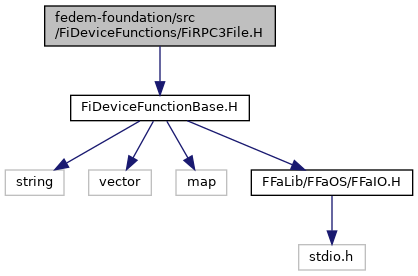 fedem-foundation/src
/FiDeviceFunctions/FiRPC3File.H
FiDeviceFunctionBase.H
string
vector
map
FFaLib/FFaOS/FFaIO.H
stdio.h